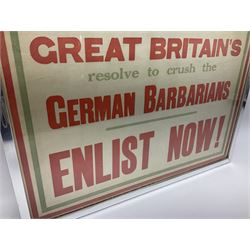 GREAT BRITAIN'S
resolve to crush the
GERMAN BARBARIANS
ENLIST NOW!